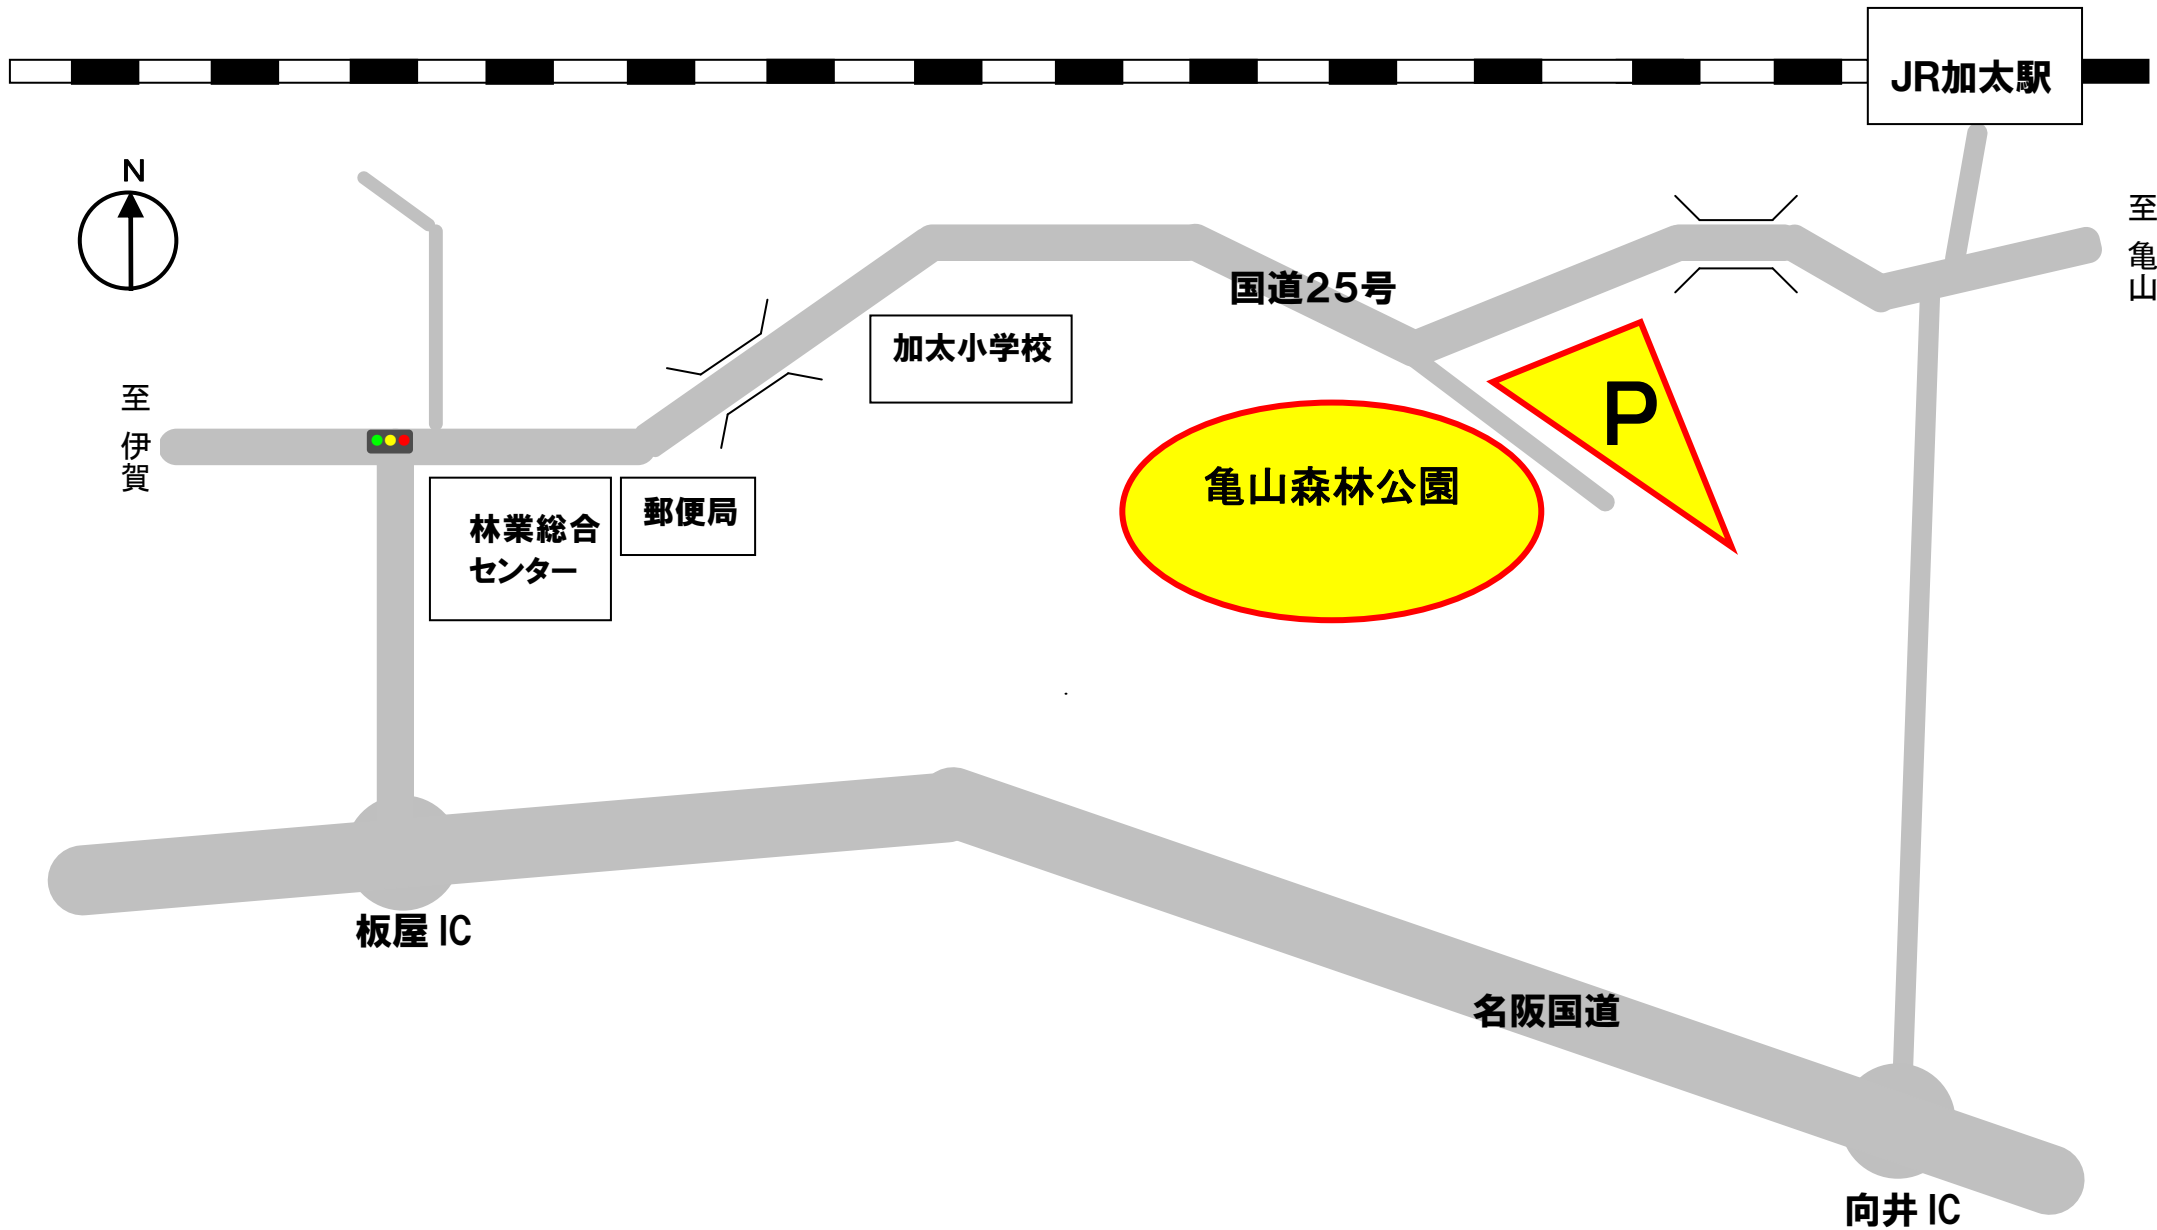 JR加太駅
N
至 亀山
国道25号
加太小学校
至 伊賀
P
亀山森林公園
郵便局
林業総合
センター
板屋 IC
名阪国道
向井 IC